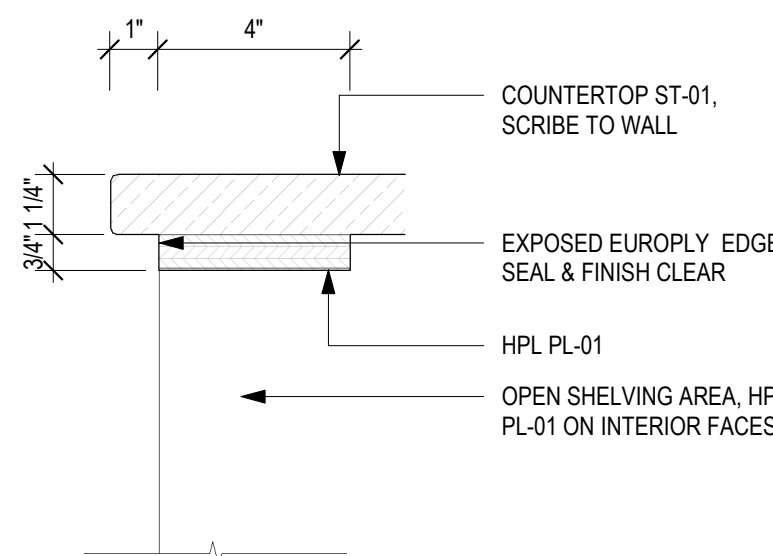 1"
4"
COUNTERTOP ST-01,
SCRIBE TO WALL
1 1/4"
3/4"
EXPOSED EUROPLY EDGE
SEAL & FINISH CLEAR
HPL PL-01
OPEN SHELVING AREA, HP
PL-01 ON INTERIOR FACES